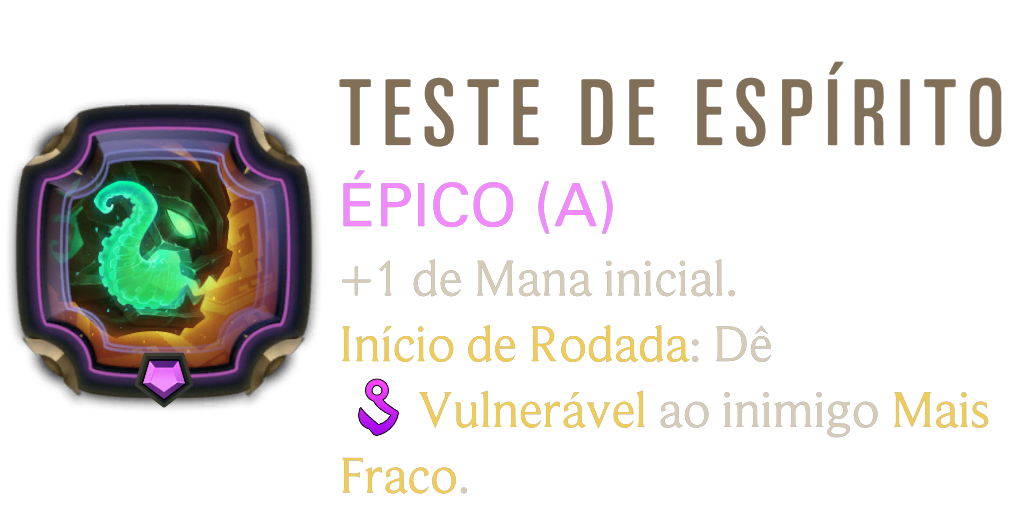 TESTE DE ESPÍRITO
ÉPICO (A)
+1 de Mana inicial.
Início de Rodada: Dê
Vulnerável ao inimigo Mais
Fraco.